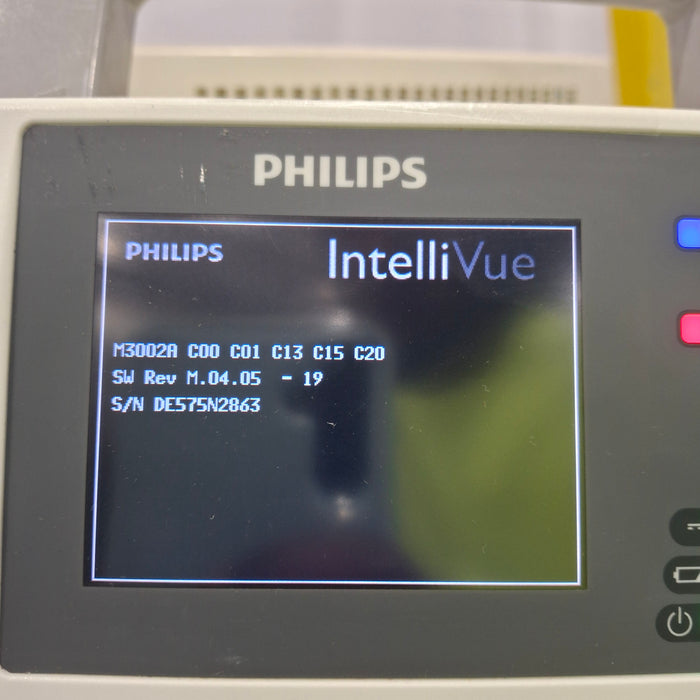 PHILIPS
PHILIPS IntelliVue
M3002A C00 C01 C13 C15 C20
SW Rev M.04.05 - 19
S/N DE575N2863